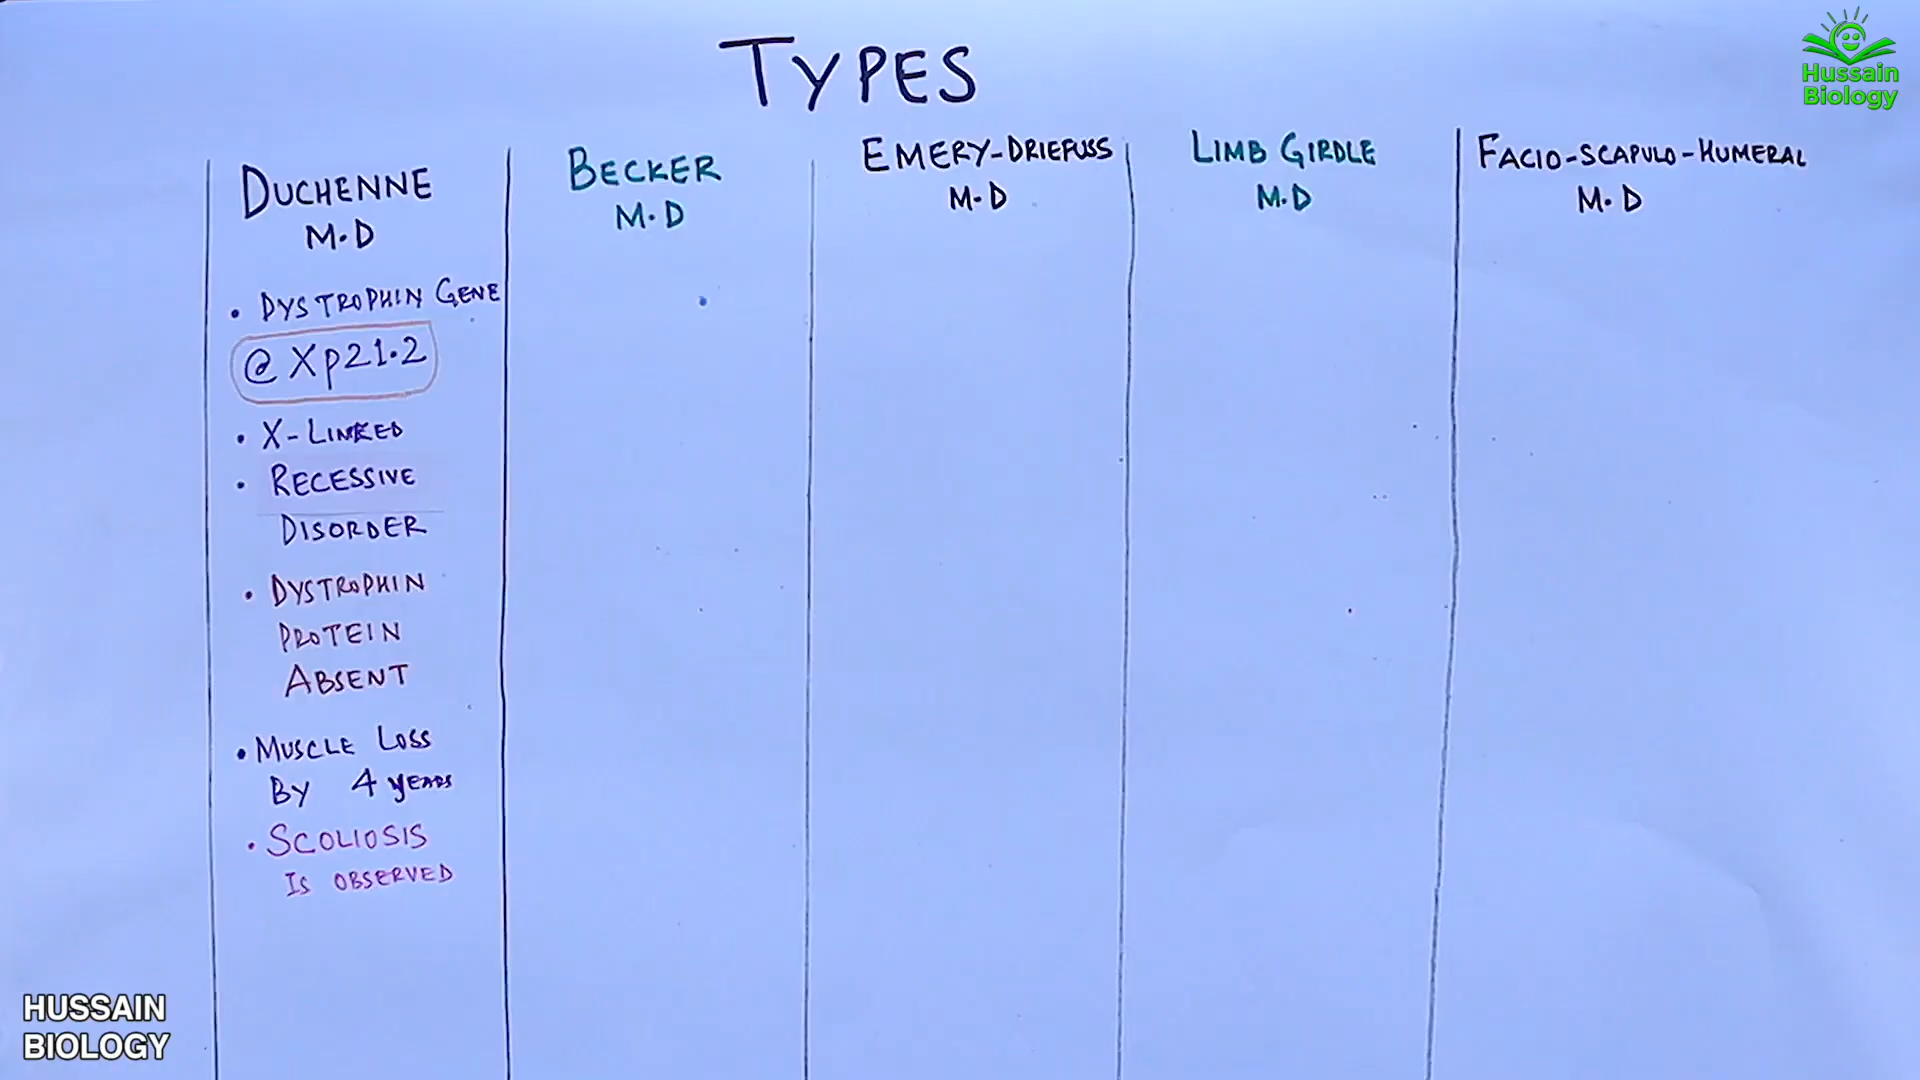 TYPES
Hussain
Biology
DUCHENNE
M.D
BECKER
M.D
EMERY-DRIEFUSS
M.D
LIMB GIRDLE
M.D
FACIO-SCAPULO-HUMERAL
M.D
• DYSTROPHIN GENE
@ Xp21.2
• X-LINKED
• RECESSIVE
DISORDER
• DYSTROPHIN
PROTEIN
ABSENT
• MUSCLE LOSS
BY 4 YEARS
• SCOLIOSIS
IS OBSERVED
HUSSAIN
BIOLOGY